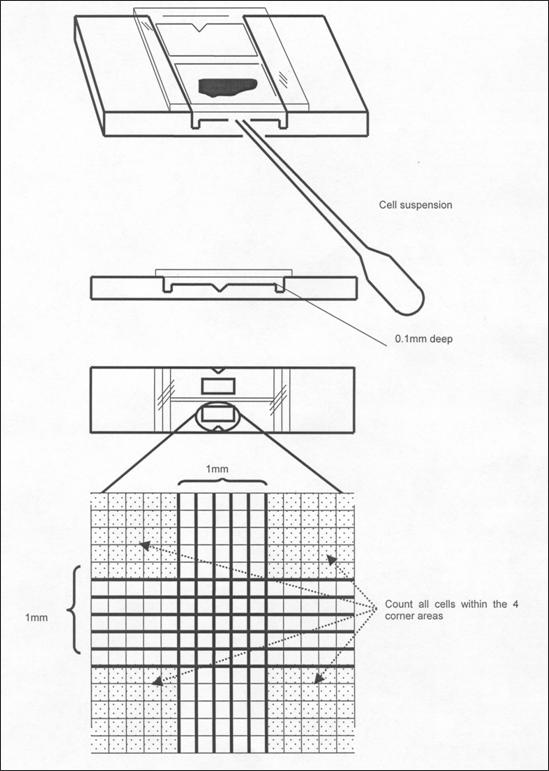 Cell suspension
0.1mm deep
1mm
1mm
Count all cells within the 4
corner areas